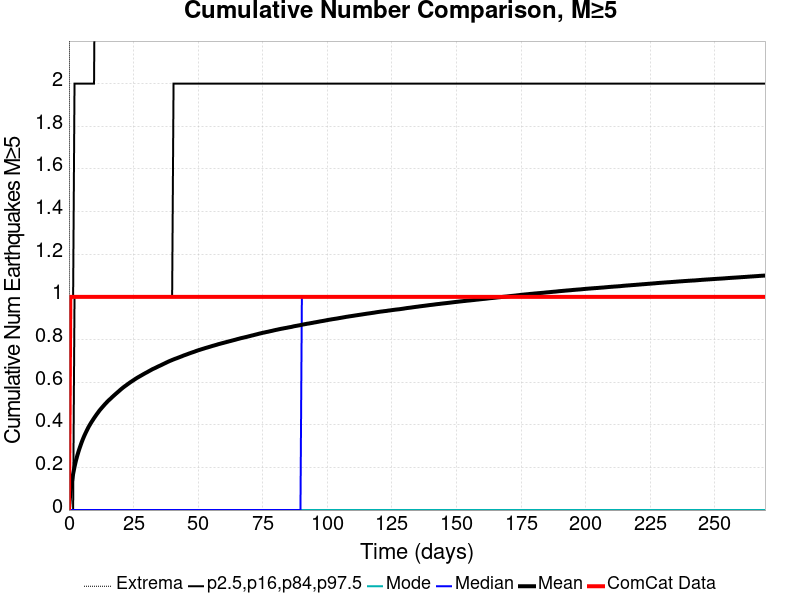 Cumulative Number Comparison, M≥5
Cumulative Num Earthquakes M≥5
2
1.8
1.6
1.4
1.2
1
0.8
0.6
0.4
0.2
0
0 25 50 75 100 125 150 175 200 225 250
Time (days)
Extrema p2.5,p16,p84,p97.5 Mode Median Mean ComCat Data